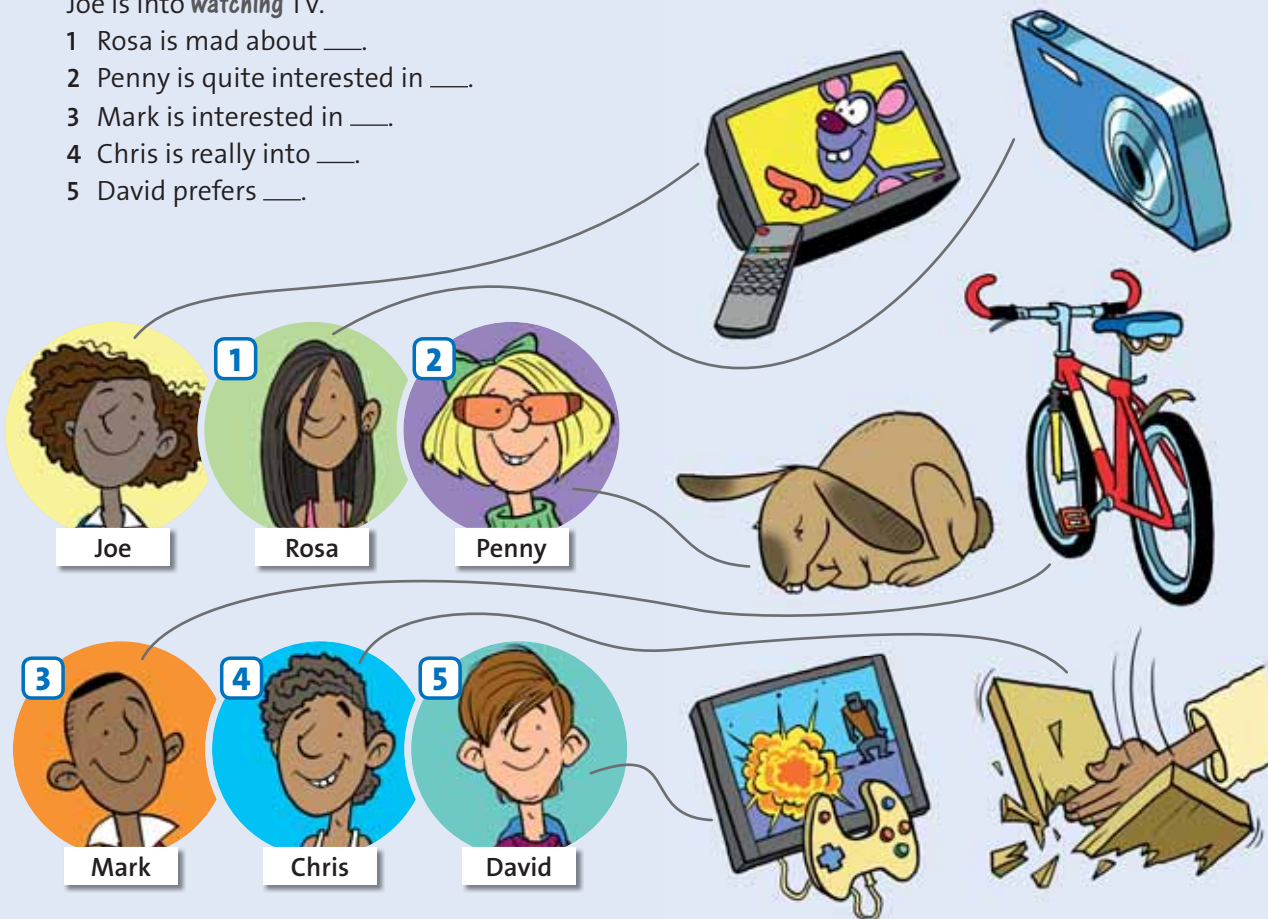 Joe is into watching TV.
1 Rosa is mad about ___.
2 Penny is quite interested in ___.
3 Mark is interested in ___.
4 Chris is really into ___.
5 David prefers ___.
1
2
Joe
Rosa
Penny
3
4
5
Mark
Chris
David